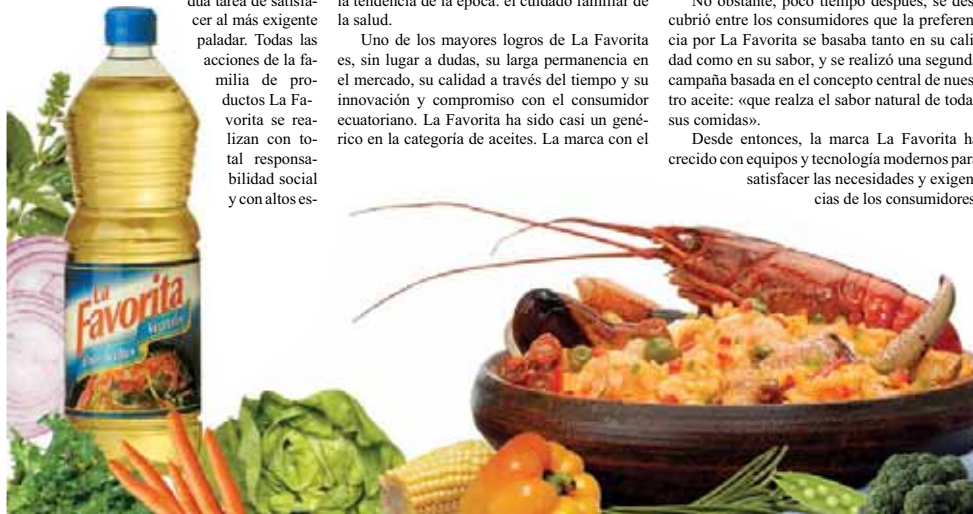 dua tarea de satisfa-
cer al más exigente
paladar. Todas las
acciones de la fa-
milia de pro-
ductos La Fa-
vorita se rea-
lizan con to-
tal responsa-
bilidad social
y con altos es-
la tendencia de la época: el cuidado familiar de
la salud.
Uno de los mayores logros de La Favorita
es, sin lugar a dudas, su larga permanencia en
el mercado, su calidad a través del tiempo y su
innovación y compromiso con el consumidor
ecuatoriano. La Favorita ha sido casi un gené-
rico en la categoría de aceites. La marca con el
No obstante, poco tiempo después, se des
cubrió entre los consumidores que la preferen
cia por La Favorita se basaba tanto en su cali
dad como en su sabor, y se realizó una segund
campaña basada en el concepto central de nues
tro aceite: «que realza el sabor natural de toda
sus comidas».
Desde entonces, la marca La Favorita h
crecido con equipos y tecnología modernos par
satisfacer las necesidades y exigen
cias de los consumidores
La
Favorita